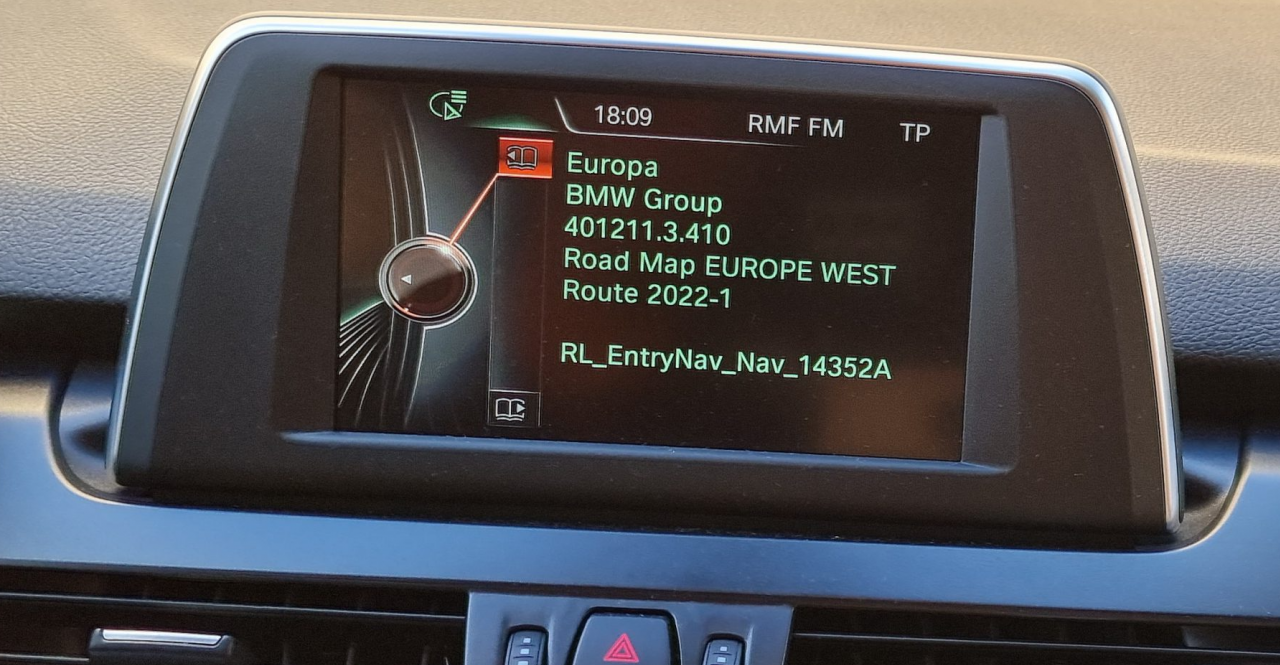 18:09 RMF FM TP
Europa
BMW Group
401211.3.410
Road Map EUROPE WEST
Route 2022-1
RL_EntryNav_Nav_14352A